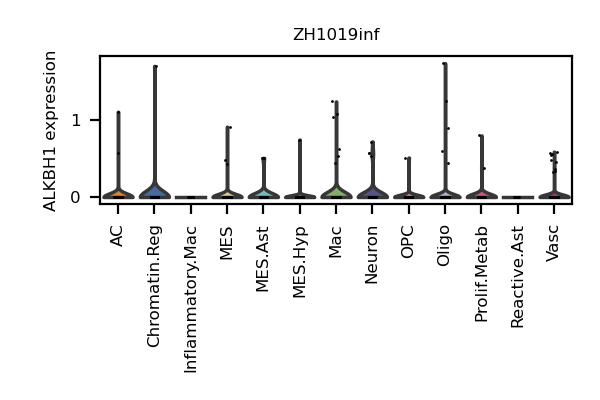 ZH1019inf
ALKBH1 expression
1
0
AC
Chromatin.Reg
Inflammatory.Mac
MES
MES.Ast
MES.Hyp
Mac
Neuron
OPC
Oligo
Prolif.Metab
Reactive.Ast
Vasc